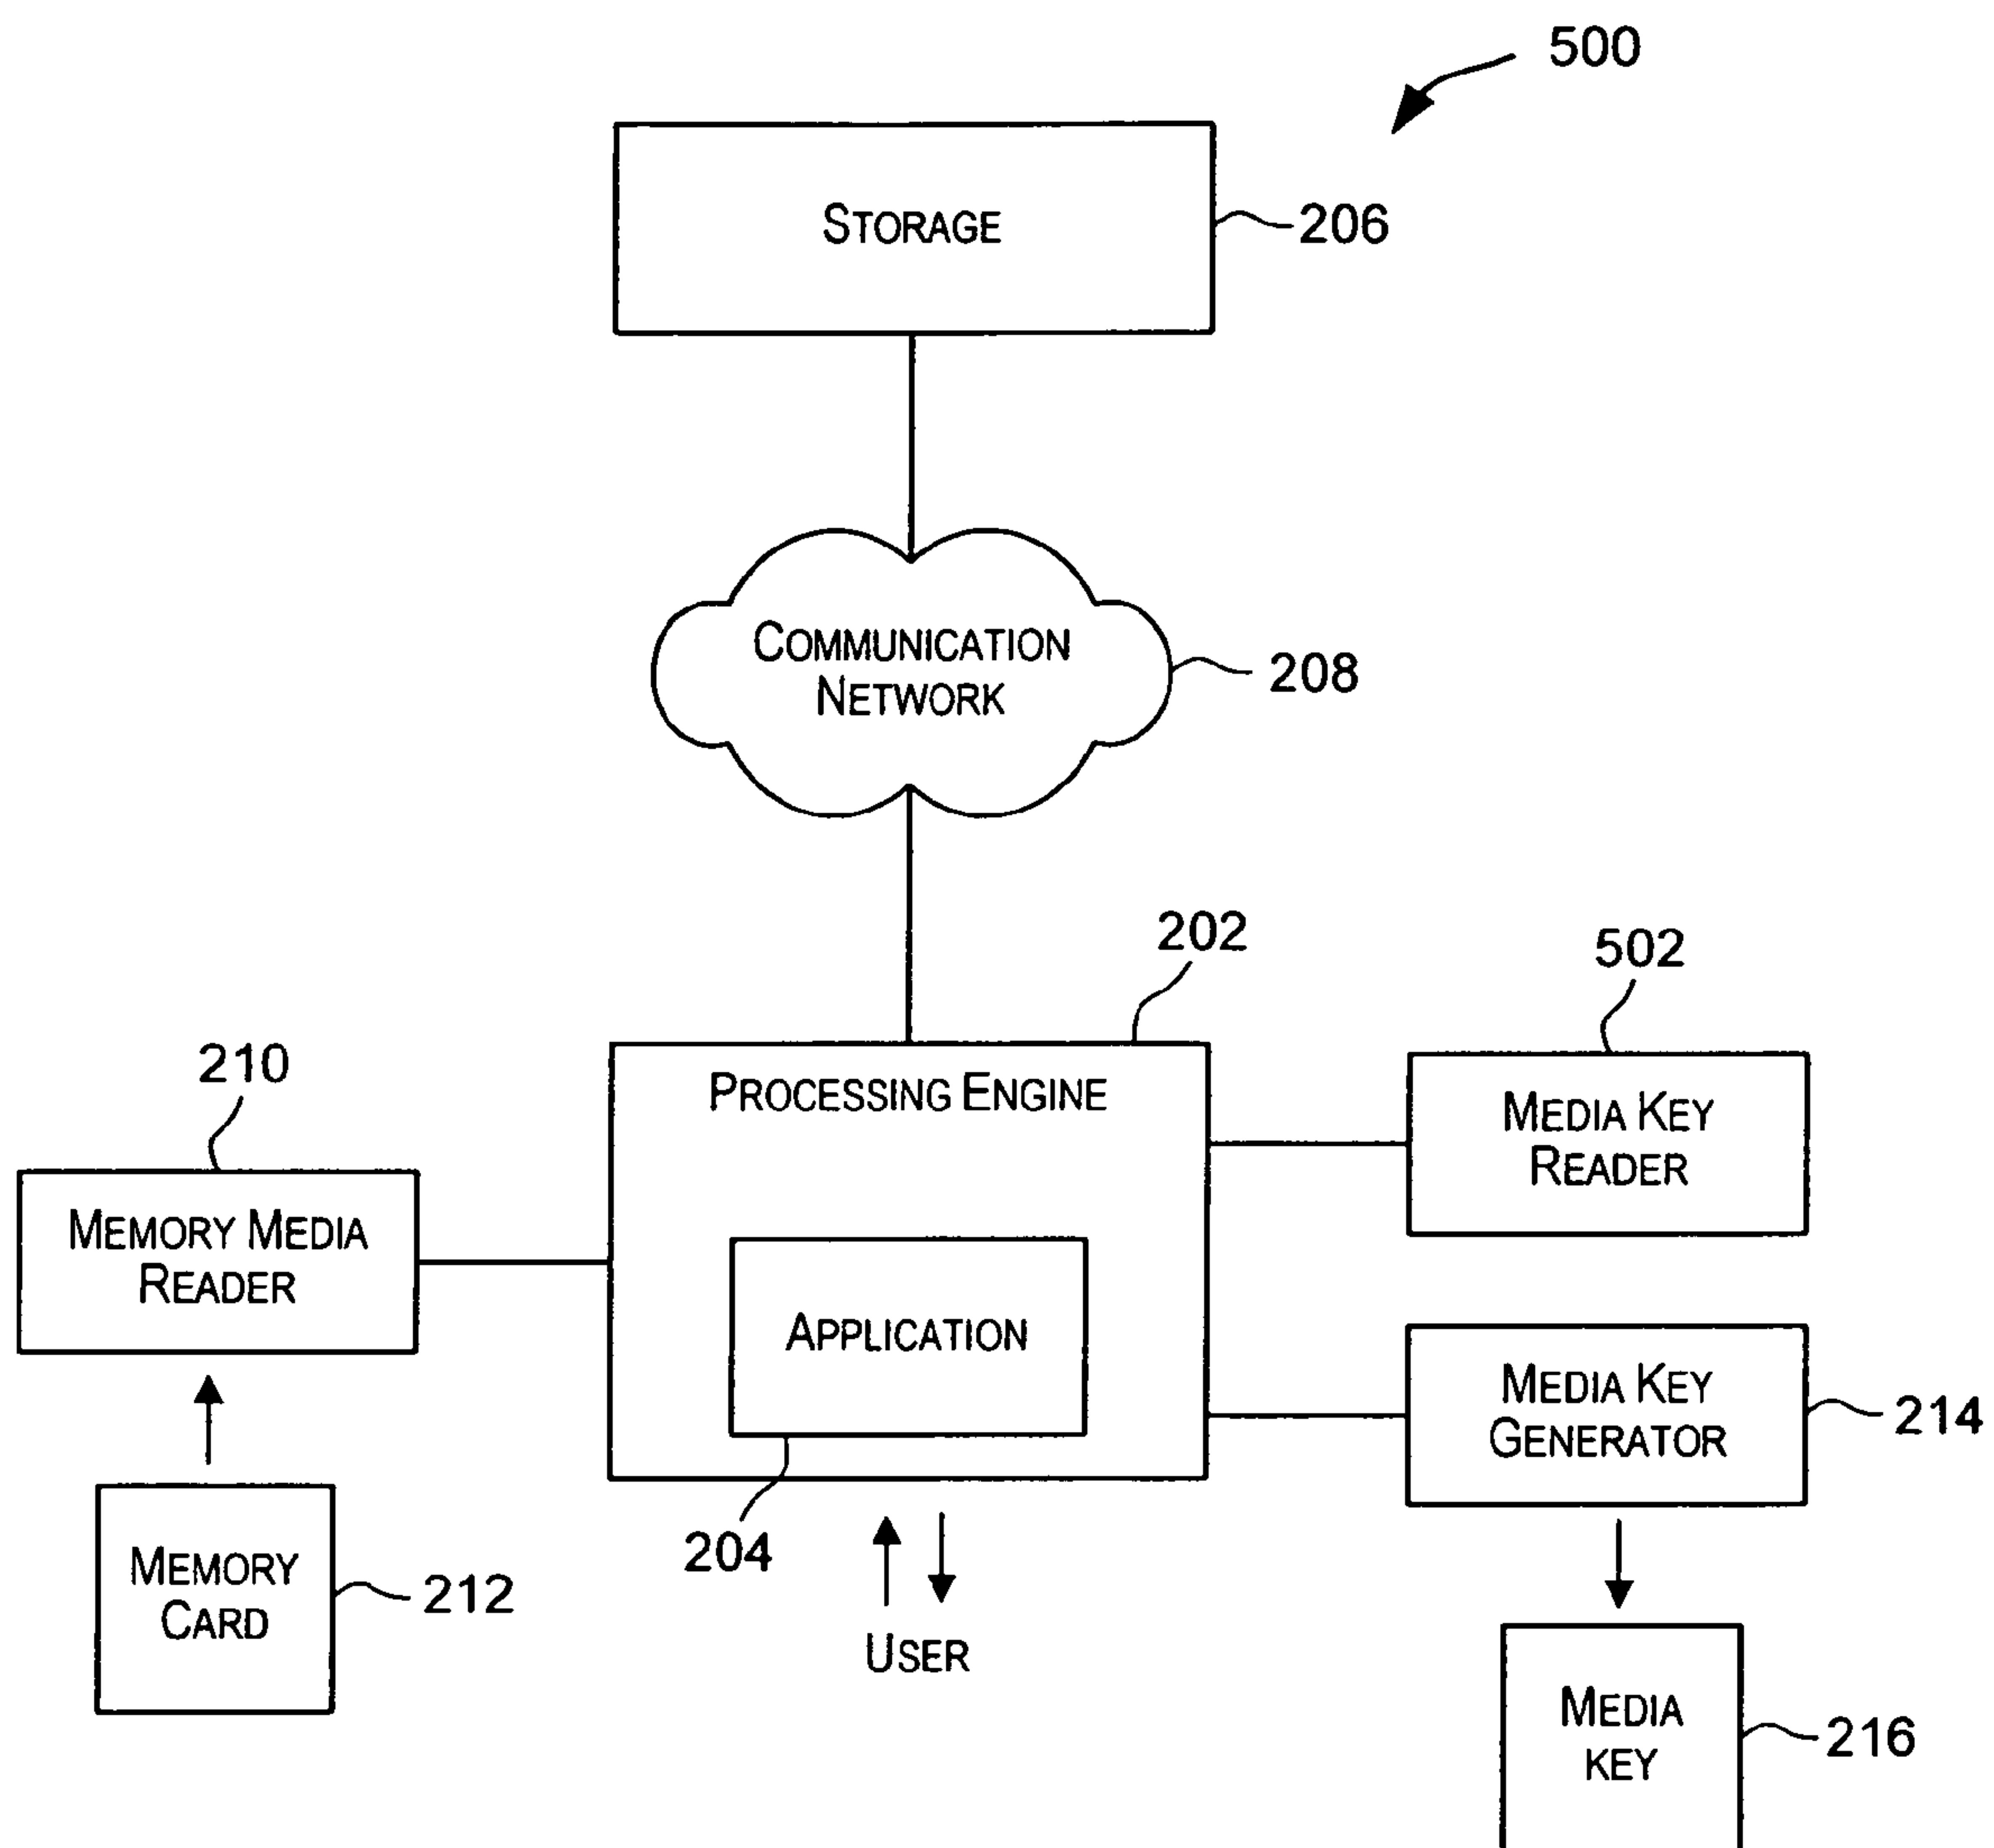 500
STORAGE
206
COMMUNICATION
NETWORK
208
202
502
210
PROCESSING ENGINE
MEDIA KEY
READER
MEMORY MEDIA
READER
APPLICATION
MEDIA KEY
GENERATOR
214
204
MEMORY
CARD
212
USER
MEDIA
KEY
216